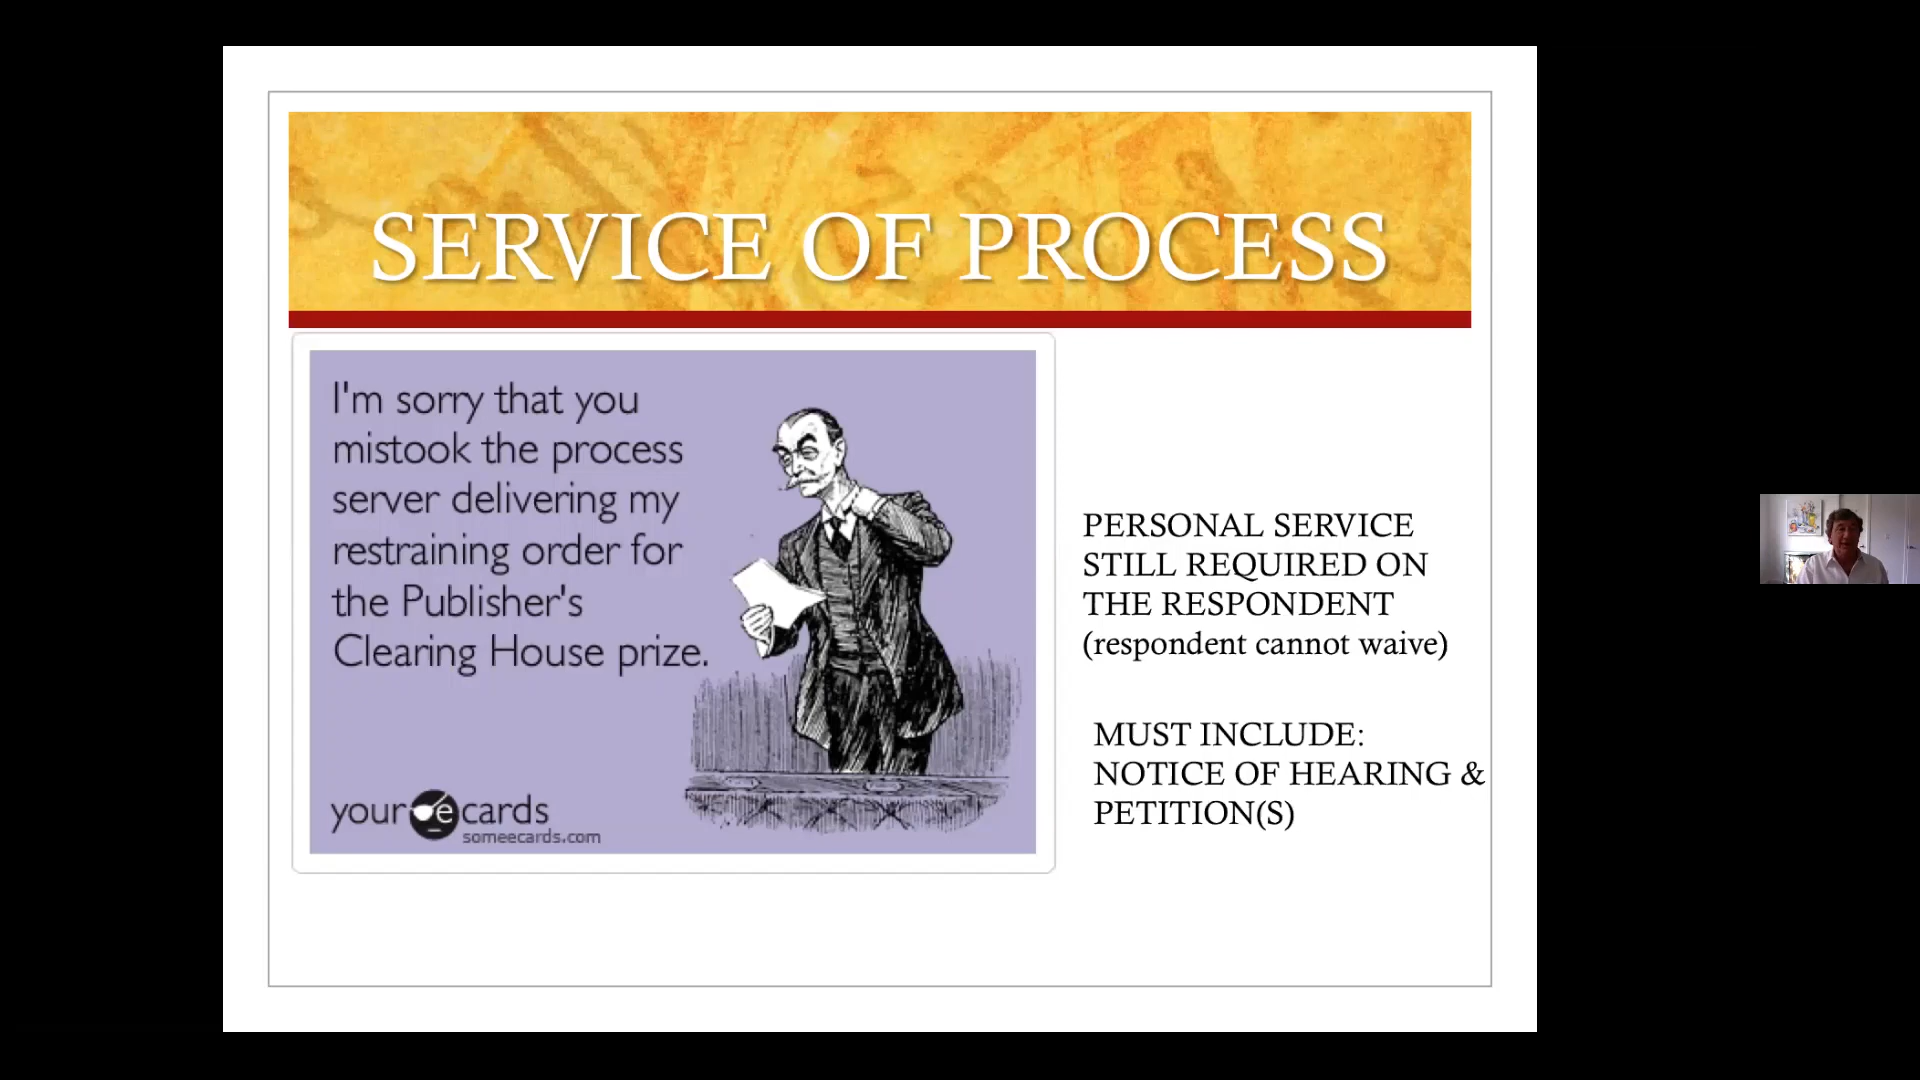 SERVICE OF PROCESS
I'm sorry that you
mistook the process
server delivering my
restraining order for
the Publisher's
Clearing House prize.
your e cards
someecards.com
PERSONAL SERVICE
STILL REQUIRED ON
THE RESPONDENT
(respondent cannot waive)
MUST INCLUDE:
NOTICE OF HEARING &
PETITION(S)